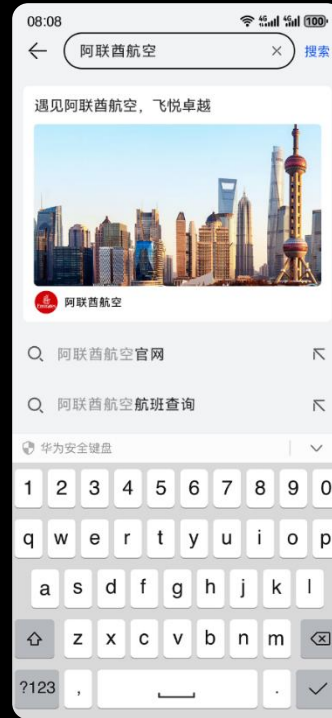 08:08
阿联酋航空
搜索
遇见阿联酋航空，飞悦卓越
Emirates
阿联酋航空
阿联酋航空官网
阿联酋航空航班查询
华为安全键盘
1 2 3 4 5 6 7 8 9 0
q w e r t y u i o p
a s d f g h j k l
z x c v b n m
?123 , .